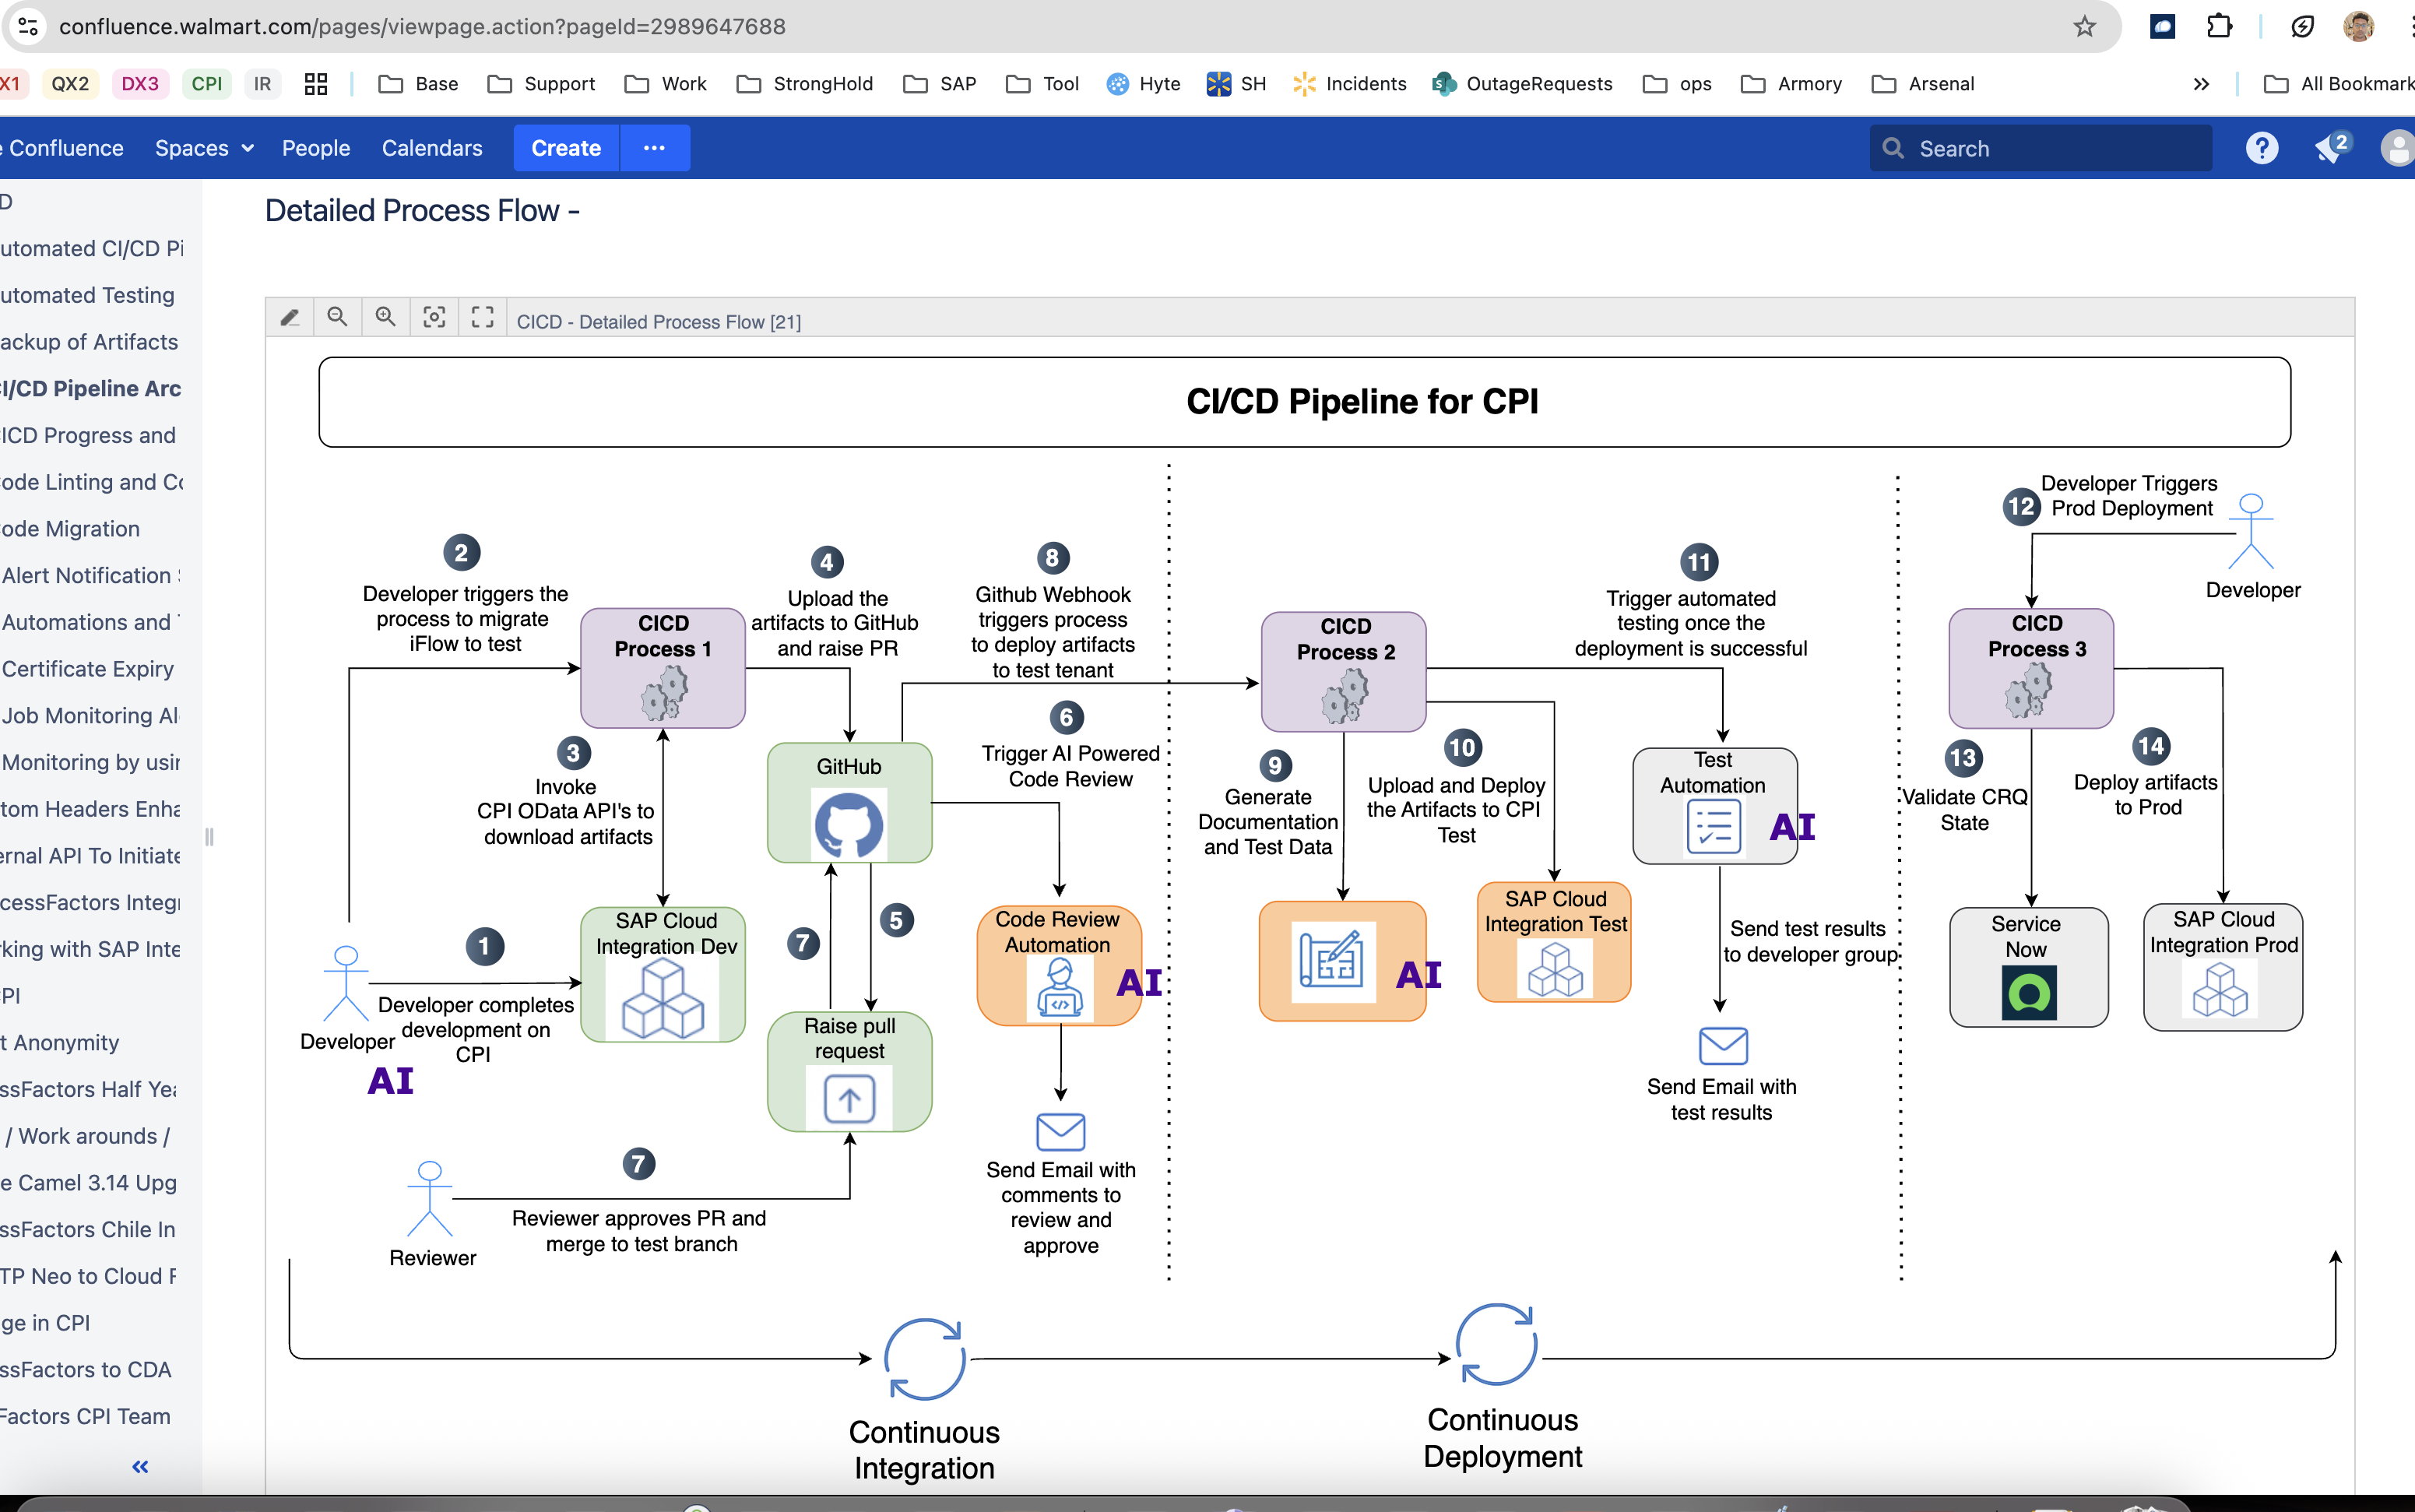 confluence.walmart.com/pages/viewpage.action?pageId=2989647688
X1 QX2 DX3 CPI IR Base Support Work StrongHold SAP Tool Hyte SH Incidents OutageRequests ops Armory Arsenal » All Bookmark
Confluence Spaces People Calendars Create ··· Search ? 2
D
utomated CI/CD Pi
utomated Testing
ackup of Artifacts
I/CD Pipeline Arc
ICD Progress and
ode Linting and Co
ode Migration
Alert Notification
Automations and
Certificate Expiry
Job Monitoring Al
Monitoring by usin
tom Headers Enha
ernal API To Initiate
cessFactors Integr
rking with SAP Inte
PI
t Anonymity
ssFactors Half Yea
/ Work arounds /
e Camel 3.14 Upg
ssFactors Chile In
TP Neo to Cloud F
ge in CPI
ssFactors to CDA
Factors CPI Team
«
Detailed Process Flow -
CICD - Detailed Process Flow [21]
CI/CD Pipeline for CPI
2
Developer triggers the
process to migrate
iFlow to test
CICD
Process 1
4
Upload the
artifacts to GitHub
and raise PR
8
Github Webhook
triggers process
to deploy artifacts
to test tenant
3
Invoke
CPI OData API's to
download artifacts
GitHub
6
Trigger AI Powered
Code Review
1
Developer completes
development on
CPI
Developer
AI
SAP Cloud
Integration Dev
7
5
Raise pull
request
Code Review
Automation
AI
7
Reviewer approves PR and
merge to test branch
Reviewer
Send Email with
comments to
review and
approve
CICD
Process 2
11
Trigger automated
testing once the
deployment is successful
9
Generate
Documentation
and Test Data
10
Upload and Deploy
the Artifacts to CPI
Test
Test
Automation
AI
AI
SAP Cloud
Integration Test
Send test results
to developer group
Send Email with
test results
12
Developer Triggers
Prod Deployment
Developer
CICD
Process 3
13
Validate CRQ
State
14
Deploy artifacts
to Prod
Service
Now
SAP Cloud
Integration Prod
Continuous
Integration
Continuous
Deployment